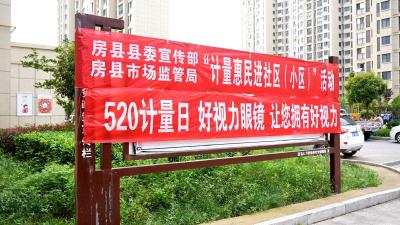 房县县委宣传部
房县市场监管局
“计量惠民进社区(小区)”活动
520计量日 好视力眼镜 让您拥有好视力
栏